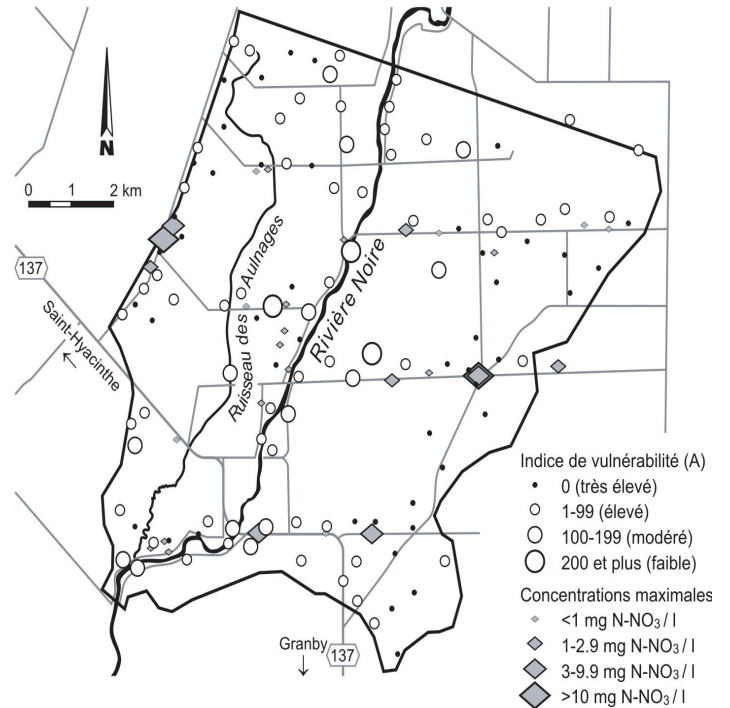 N
0 1 2 km
137
Saint-Hyacinthe
Ruisseau des Aulnages
Rivière Noire
Granby
137
Indice de vulnérabilité (A)
0 (très élevé)
1-99 (élevé)
100-199 (modéré)
200 et plus (faible)
Concentrations maximales
<1 mg N-NO₃ / l
1-2.9 mg N-NO₃ / l
3-9.9 mg N-NO₃ / l
>10 mg N-NO₃ / l